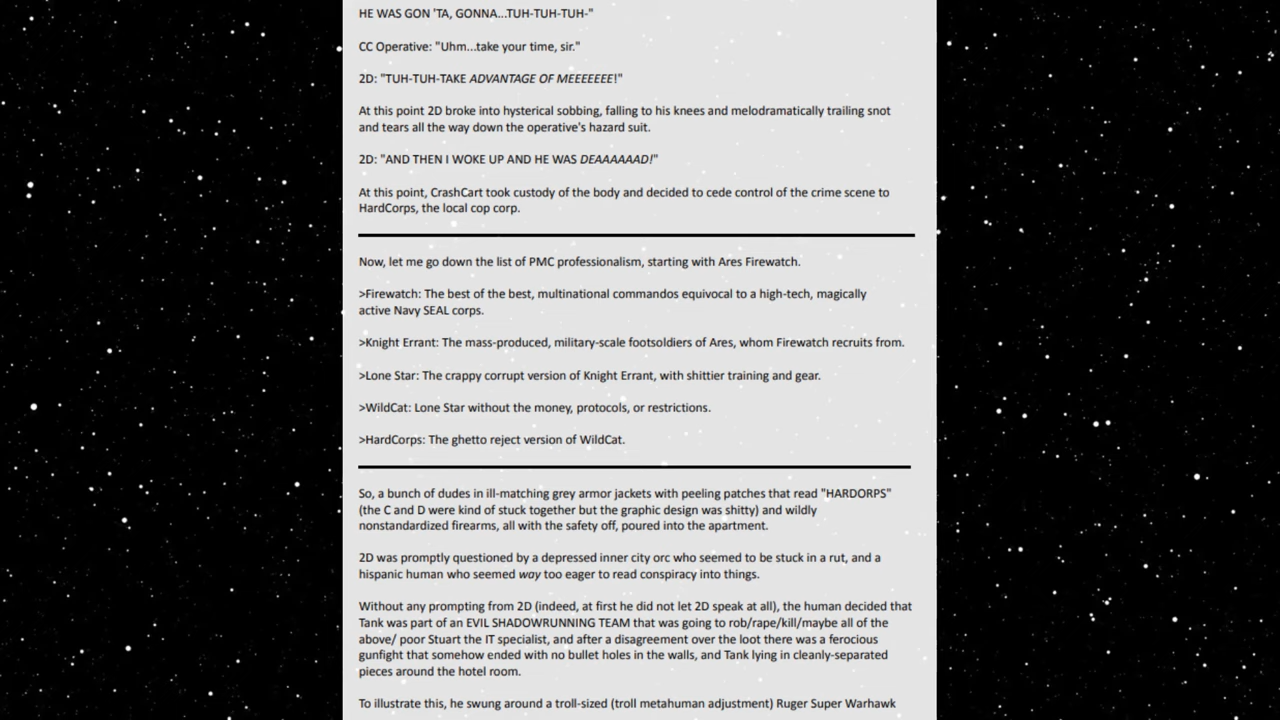 HE WAS GON 'TA, GONNA...TUH-TUH-TUH-"
CC Operative: "Uhm...take your time, sir."
2D: "TUH-TUH-TAKE ADVANTAGE OF MEEEEEEE!"
At this point 2D broke into hysterical sobbing, falling to his knees and melodramatically trailing snot
and tears all the way down the operative's hazard suit.
2D: "AND THEN I WOKE UP AND HE WAS DEAAAAAAD!"
At this point, CrashCart took custody of the body and decided to cede control of the crime scene to
HardCorps, the local cop corp.
Now, let me go down the list of PMC professionalism, starting with Ares Firewatch.
>Firewatch: The best of the best, multinational commandos equivocal to a high-tech, magically
active Navy SEAL corps.
>Knight Errant: The mass-produced, military-scale footsoldiers of Ares, whom Firewatch recruits from.
>Lone Star: The crappy corrupt version of Knight Errant, with shittier training and gear.
>WildCat: Lone Star without the money, protocols, or restrictions.
>HardCorps: The ghetto reject version of WildCat.
So, a bunch of dudes in ill-matching grey armor jackets with peeling patches that read "HARDORPS"
(the C and D were kind of stuck together but the graphic design was shitty) and wildly
nonstandardized firearms, all with the safety off, poured into the apartment.
2D was promptly questioned by a depressed inner city orc who seemed to be stuck in a rut, and a
hispanic human who seemed way too eager to read conspiracy into things.
Without any prompting from 2D (indeed, at first he did not let 2D speak at all), the human decided that
Tank was part of an EVIL SHADOWRUNNING TEAM that was going to rob/rape/kill/maybe all of the
above/ poor Stuart the IT specialist, and after a disagreement over the loot there was a ferocious
gunfight that somehow ended with no bullet holes in the walls, and Tank lying in cleanly-separated
pieces around the hotel room.
To illustrate this, he swung around a troll-sized (troll metahuman adjustment) Ruger Super Warhawk